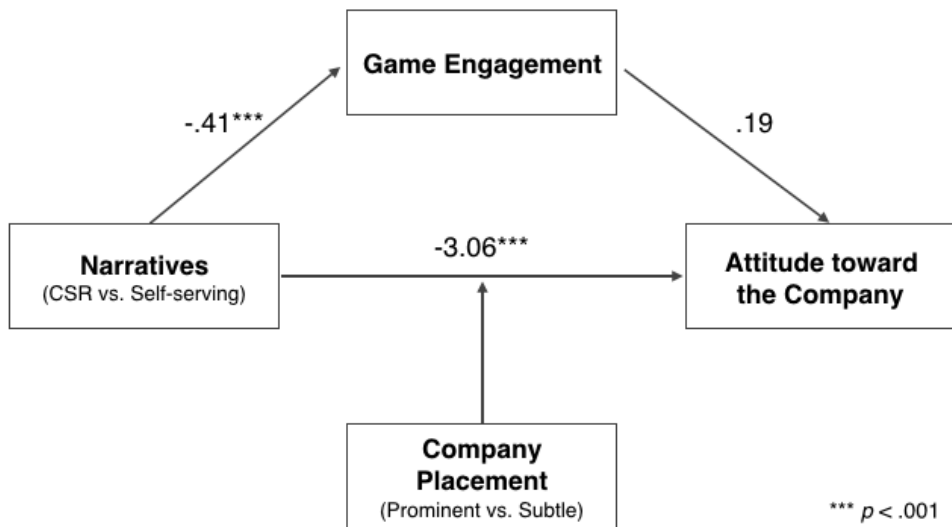 Game Engagement
-.41***
.19
-3.06***
Narratives
(CSR vs. Self-serving)
Attitude toward
the Company
Company
Placement
(Prominent vs. Subtle)
*** p < .001